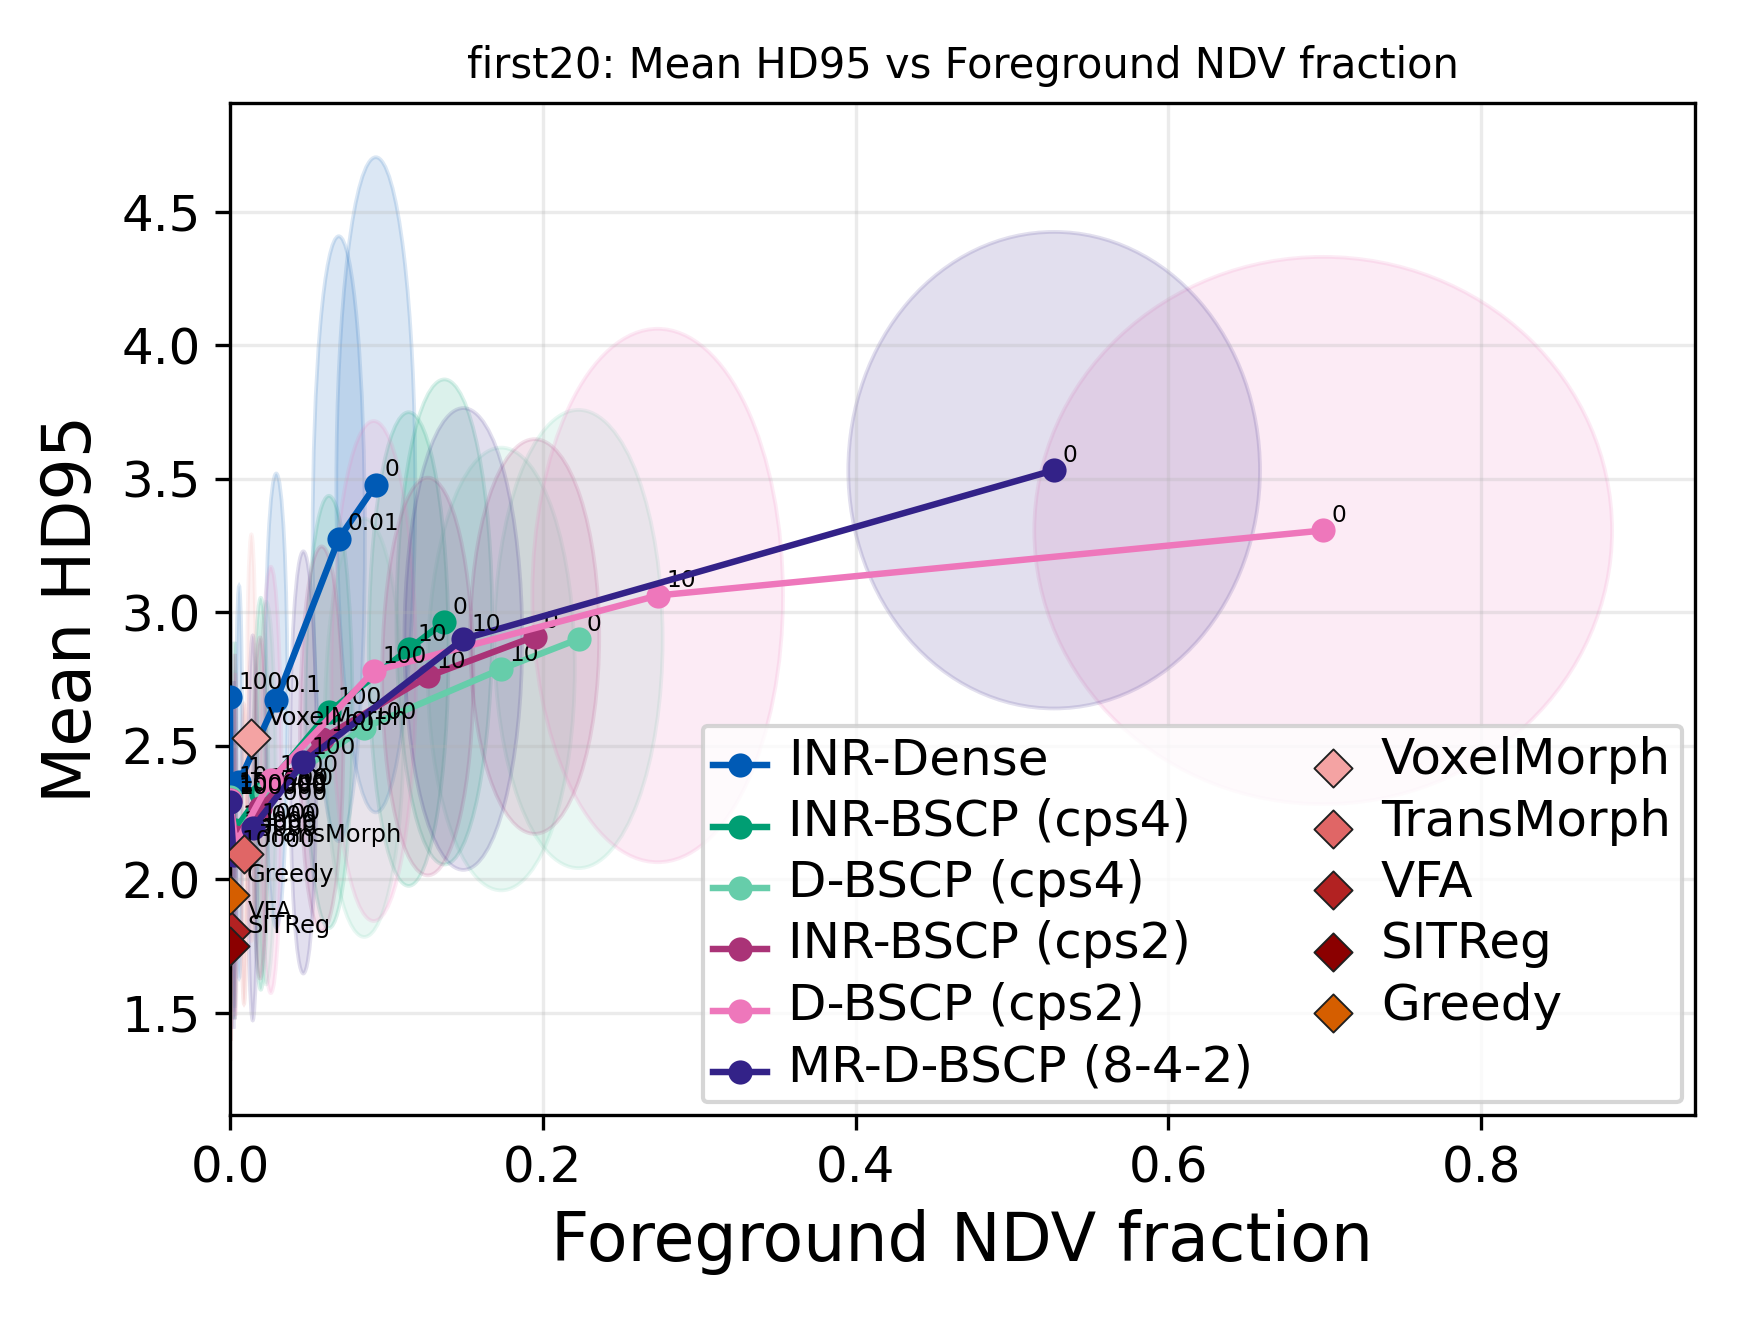 first20: Mean HD95 vs Foreground NDV fraction
Mean HD95
4.5
4.0
3.5
3.0
2.5
2.0
1.5
0
0.01
0.1
100
0
10
100
0
10
100
10
0
10
100
0
10
100
0
10
100
VoxelMorph
TransMorph
Greedy
VFA
SITReg
INR-Dense
INR-BSCP (cps4)
D-BSCP (cps4)
INR-BSCP (cps2)
D-BSCP (cps2)
MR-D-BSCP (8-4-2)
VoxelMorph
TransMorph
VFA
SITReg
Greedy
0.0
0.2
0.4
0.6
0.8
Foreground NDV fraction